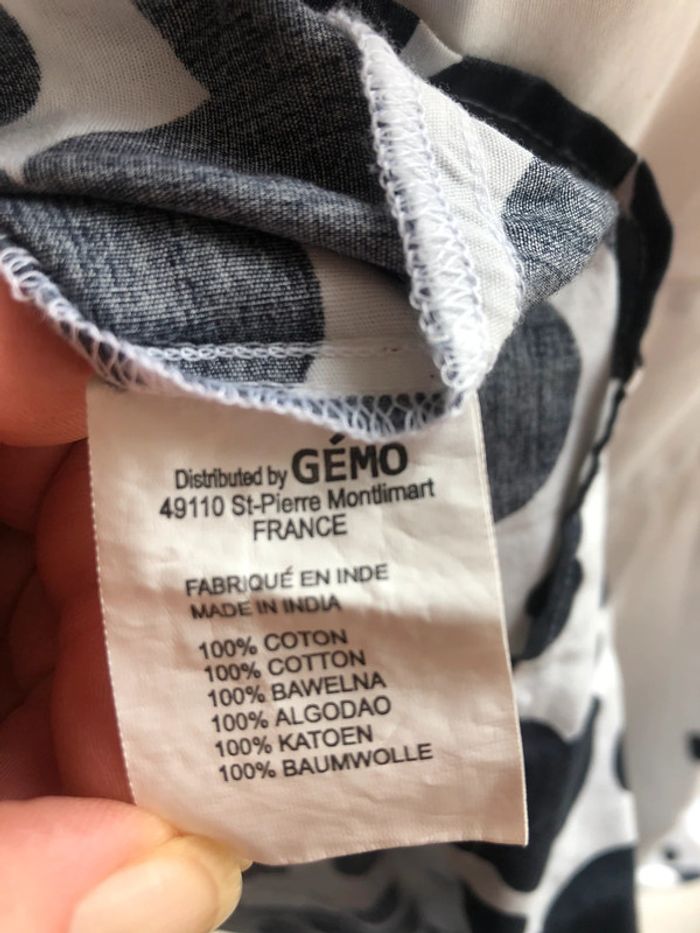 Distributed by GÉMO
49110 St-Pierre Montlimart
FRANCE
FABRIQUÉ EN INDE
MADE IN INDIA
100% COTON
100% COTTON
100% BAWELNA
100% ALGODAO
100% KATOEN
100% BAUMWOLLE